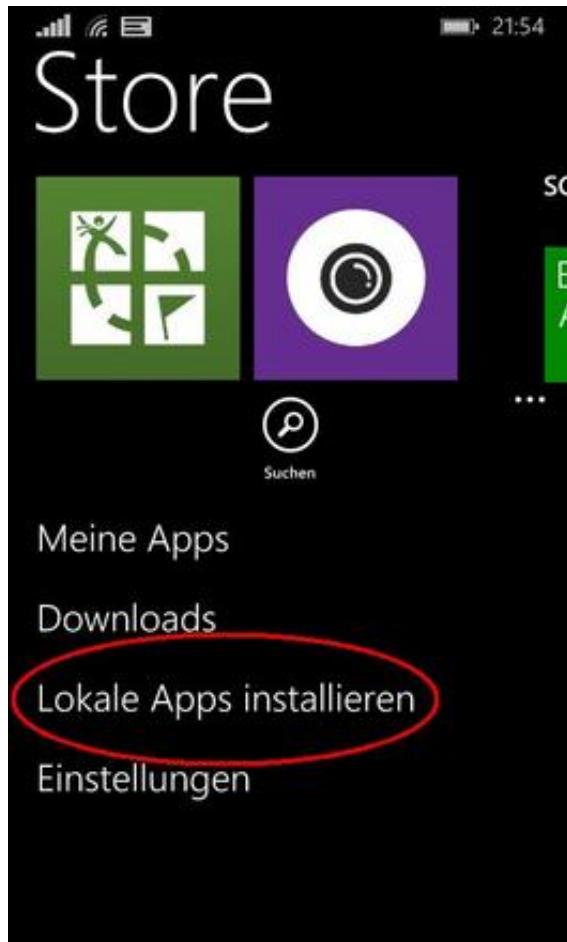 21:54
Store
Suchen
Meine Apps
Downloads
Lokale Apps installieren
Einstellungen